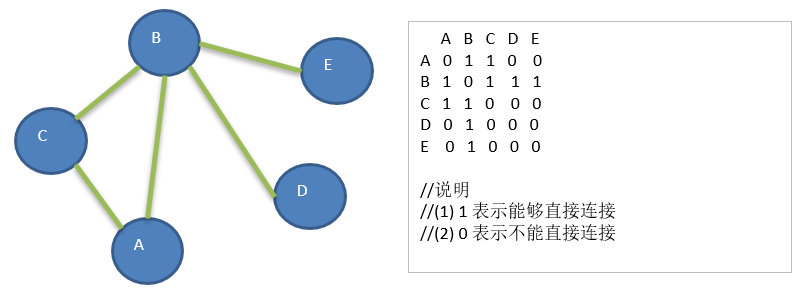 B
E
C
D
A
A B C D E
A 0 1 1 0 0
B 1 0 1 1 1
C 1 1 0 0 0
D 0 1 0 0 0
E 0 1 0 0 0
//说明
//(1) 1 表示能够直接连接
//(2) 0 表示不能直接连接